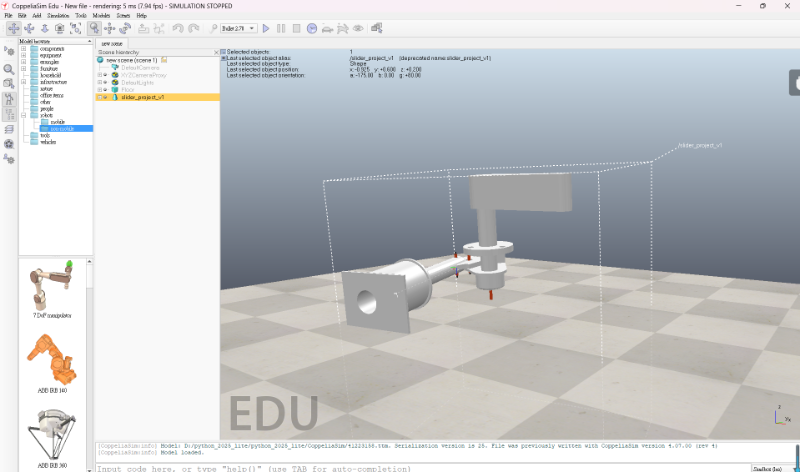 CoppeliaSim Edu - New file - rendering: 5 ms (7.94 fps) - SIMULATION STOPPED
File Edit Add Simulation Tools Modules Scenes Help
Bullet 2.78
Model browser
components
equipment
examples
furniture
household
infrastructure
nature
office items
other
people
robots
mobile
non-mobile
tools
vehicles
7 DoF manipulator
ABB IRB 140
ABB IRB 360
new scene
Scene hierarchy
new scene (scene 1)
DefaultCamera
XYZCameraProxy
DefaultLights
Floor
slider_project_v1
Selected objects: 1
Last selected object alias: /slider_project_v1 (deprecated name: slider_project_v1)
Last selected object type: Shape
Last selected object position: x: -0.925 y: +0.600 z: +0.200
Last selected object orientation: a: -175.00 b: 0.00 g: +80.00
/slider_project_v1
EDU
[CoppeliaSim:info] Model: D:/python_2025_lite/python_2025_lite/CoppeliaSim/41223158.ttm. Serialization version is 25. File was previously written with CoppeliaSim version 4.07.00 (rev 4)
[CoppeliaSim:info] Model loaded.
Input code here, or type "help()" (use TAB for auto-completion)
Sandbox (lua)